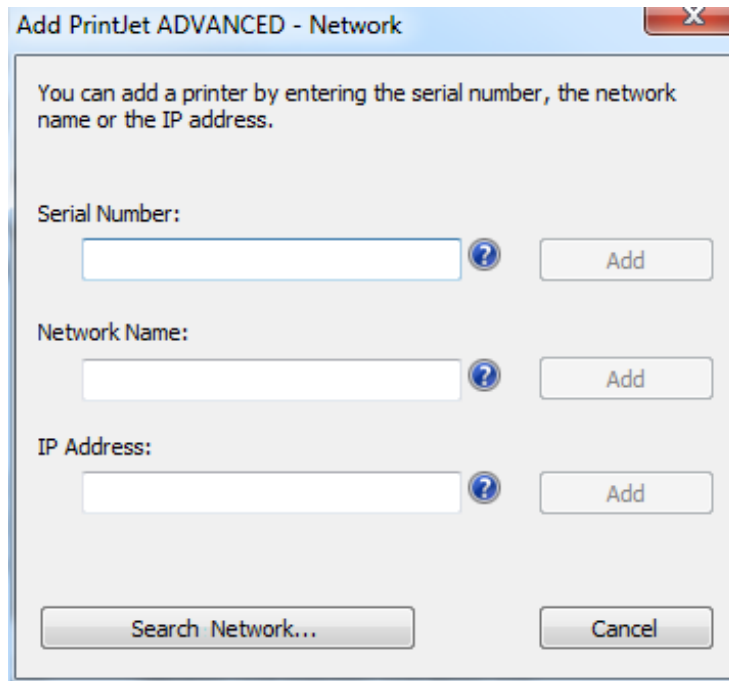 Add PrintJet ADVANCED - Network
X
You can add a printer by entering the serial number, the network
name or the IP address.
Serial Number:
? Add
Network Name:
? Add
IP Address:
? Add
Search Network... Cancel